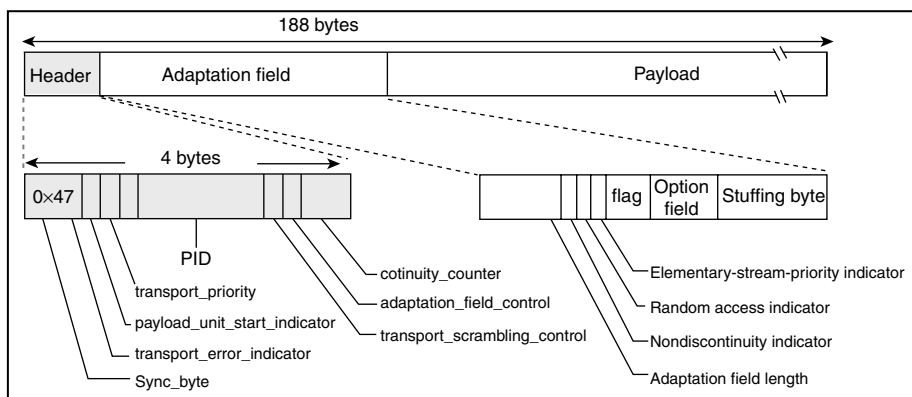 188 bytes
Header
Adaptation field
Payload
4 bytes
0×47
PID
transport_priority
payload_unit_start_indicator
transport_error_indicator
Sync_byte
cotinuity_counter
adaptation_field_control
transport_scrambling_control
flag
Option
field
Stuffing byte
Elementary-stream-priority indicator
Random access indicator
Nondiscontinuity indicator
Adaptation field length